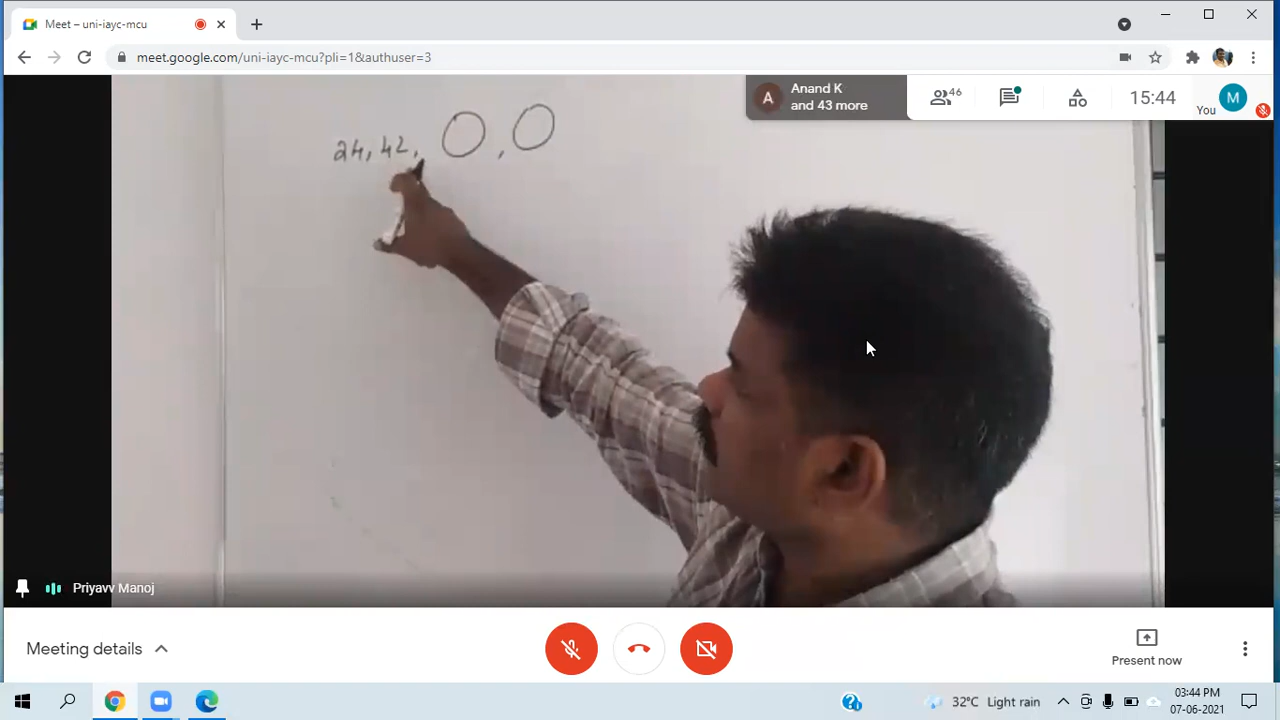 Meet – uni-iayc-mcu
meet.google.com/uni-iayc-mcu?pli=1&authuser=3
A Anand K
and 43 more
46
15:44
You
M
24, 42, O, O
Priyavv Manoj
Meeting details
Present now
32°C Light rain
03:44 PM
07-06-2021